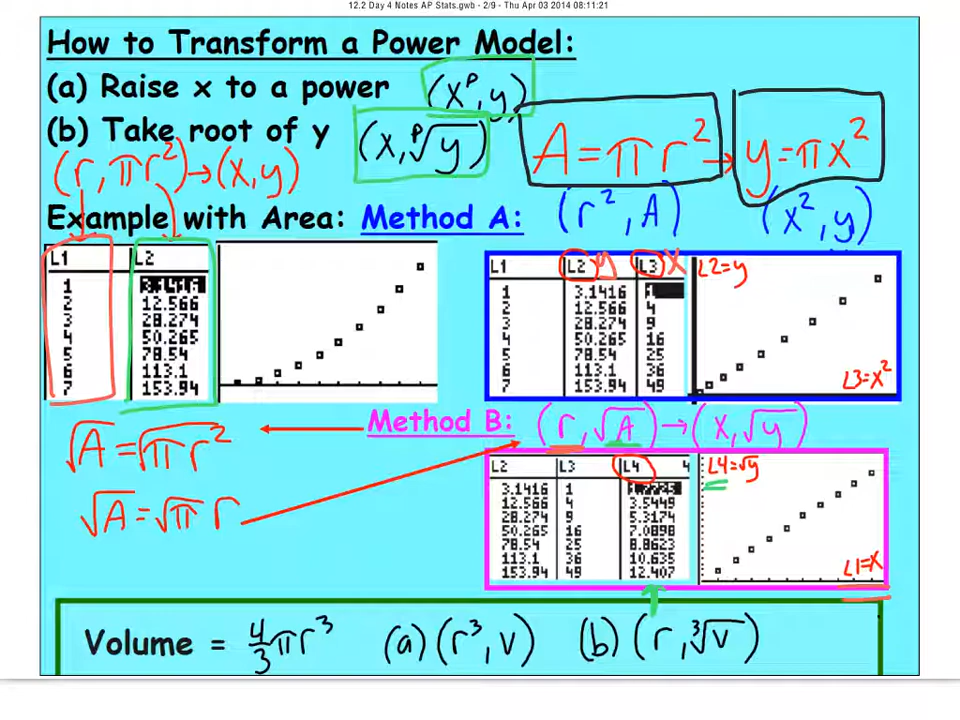 12.2 Day 4 Notes AP Stats.gwb - 2/9 - Thu Apr 03 2014 08:11:21
How to Transform a Power Model:
(a) Raise x to a power (xᵖ, y)
(b) Take root of y (x, ᵖ√y)
A = πr² → y = πx²
(r, πr²) → (x, y)
Example with Area: Method A: (r², A) (x², y)
L1 L2
1 3.1416
2 12.566
3 28.274
4 50.265
5 78.54
6 113.1
7 153.94
L1 L2 y L3 x
1 3.1416 1
2 12.566 4
3 28.274 9
4 50.265 16
5 78.54 25
6 113.1 36
7 153.94 49
L2=y
L3=x²
Method B: (r, √A) → (x, √y)
√A = √πr²
√A = √π r
L2 L3 L4 4
3.1416 1 1.7725
12.566 4 3.5449
28.274 9 5.3174
50.265 16 7.0898
78.54 25 8.8623
113.1 36 10.635
153.94 49 12.407
L4=√y
L1=x
Volume = 4/3 πr³ (a) (r³, v) (b) (r, ³√v)